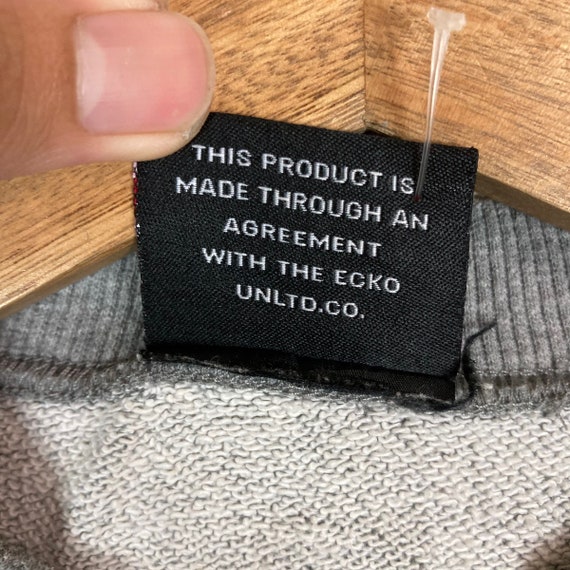 THIS PRODUCT IS
MADE THROUGH AN
AGREEMENT
WITH THE ECKO
UNLTD.CO.